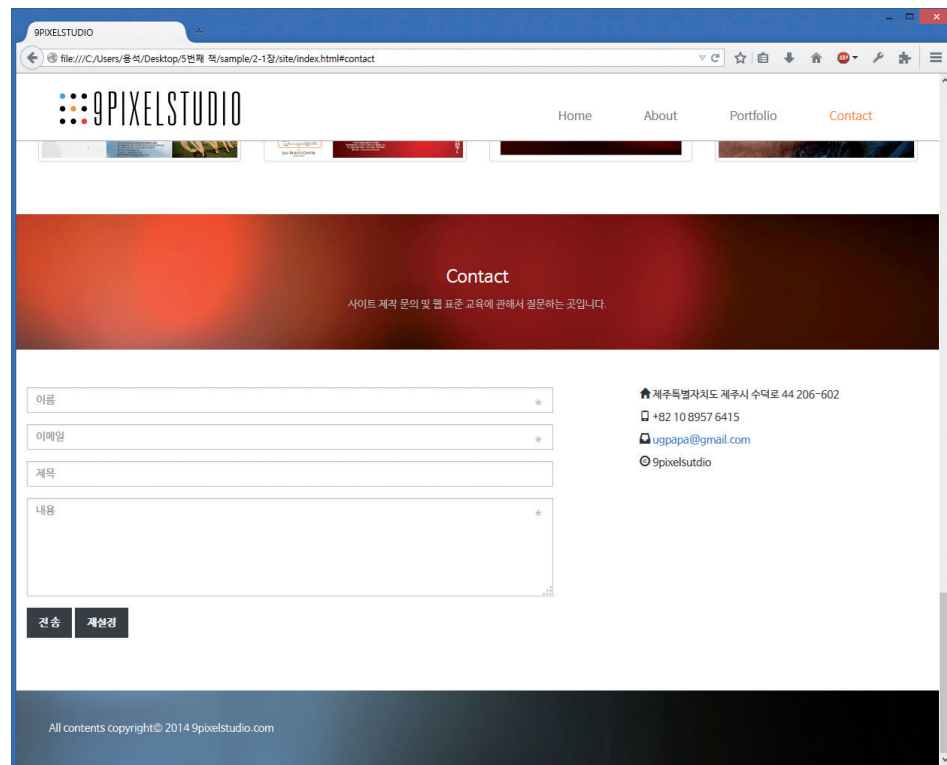 9PIXELSTUDIO
file:///C:/Users/용석/Desktop/5번째 책/sample/2-1장/site/index.html#contact
ABP
9PIXELSTUDIO
Home About Portfolio Contact
Contact
사이트 제작 문의 및 웹 표준 교육에 관해서 질문하는 곳입니다.
이름 *
이메일 *
제목
내용 *
전송 재설정
제주특별자치도 제주시 수덕로 44 206-602
+82 10 8957 6415
ugpapa@gmail.com
9pixelsutdio
All contents copyright© 2014 9pixelstudio.com